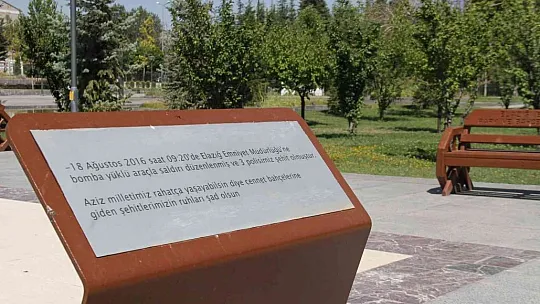 -18 Ağustos 2016 saat 09.20'de Elazığ Emniyet Müdürlüğü'ne
bomba yüklü araçla saldırı düzenlenmiş ve 3 polisimiz şehit olmuştur.
Aziz milletimiz rahatça yaşayabilsin diye cennet bahçelerine
giden şehitlerimizin ruhları şad olsun